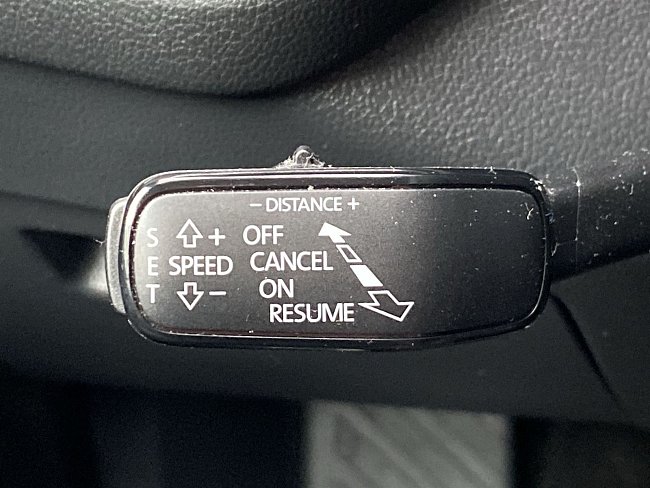 – DISTANCE +
S + OFF
E SPEED CANCEL
T – ON
RESUME